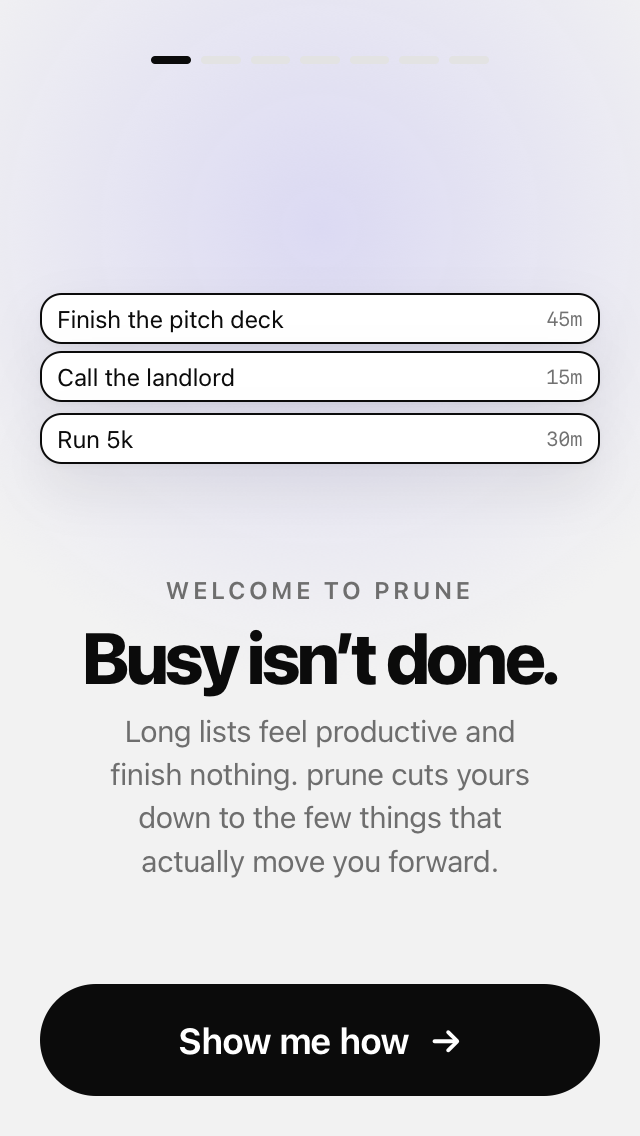 Finish the pitch deck 45m
Call the landlord 15m
Run 5k 30m
WELCOME TO PRUNE
Busy isn’t done.
Long lists feel productive and
finish nothing. prune cuts yours
down to the few things that
actually move you forward.
Show me how →